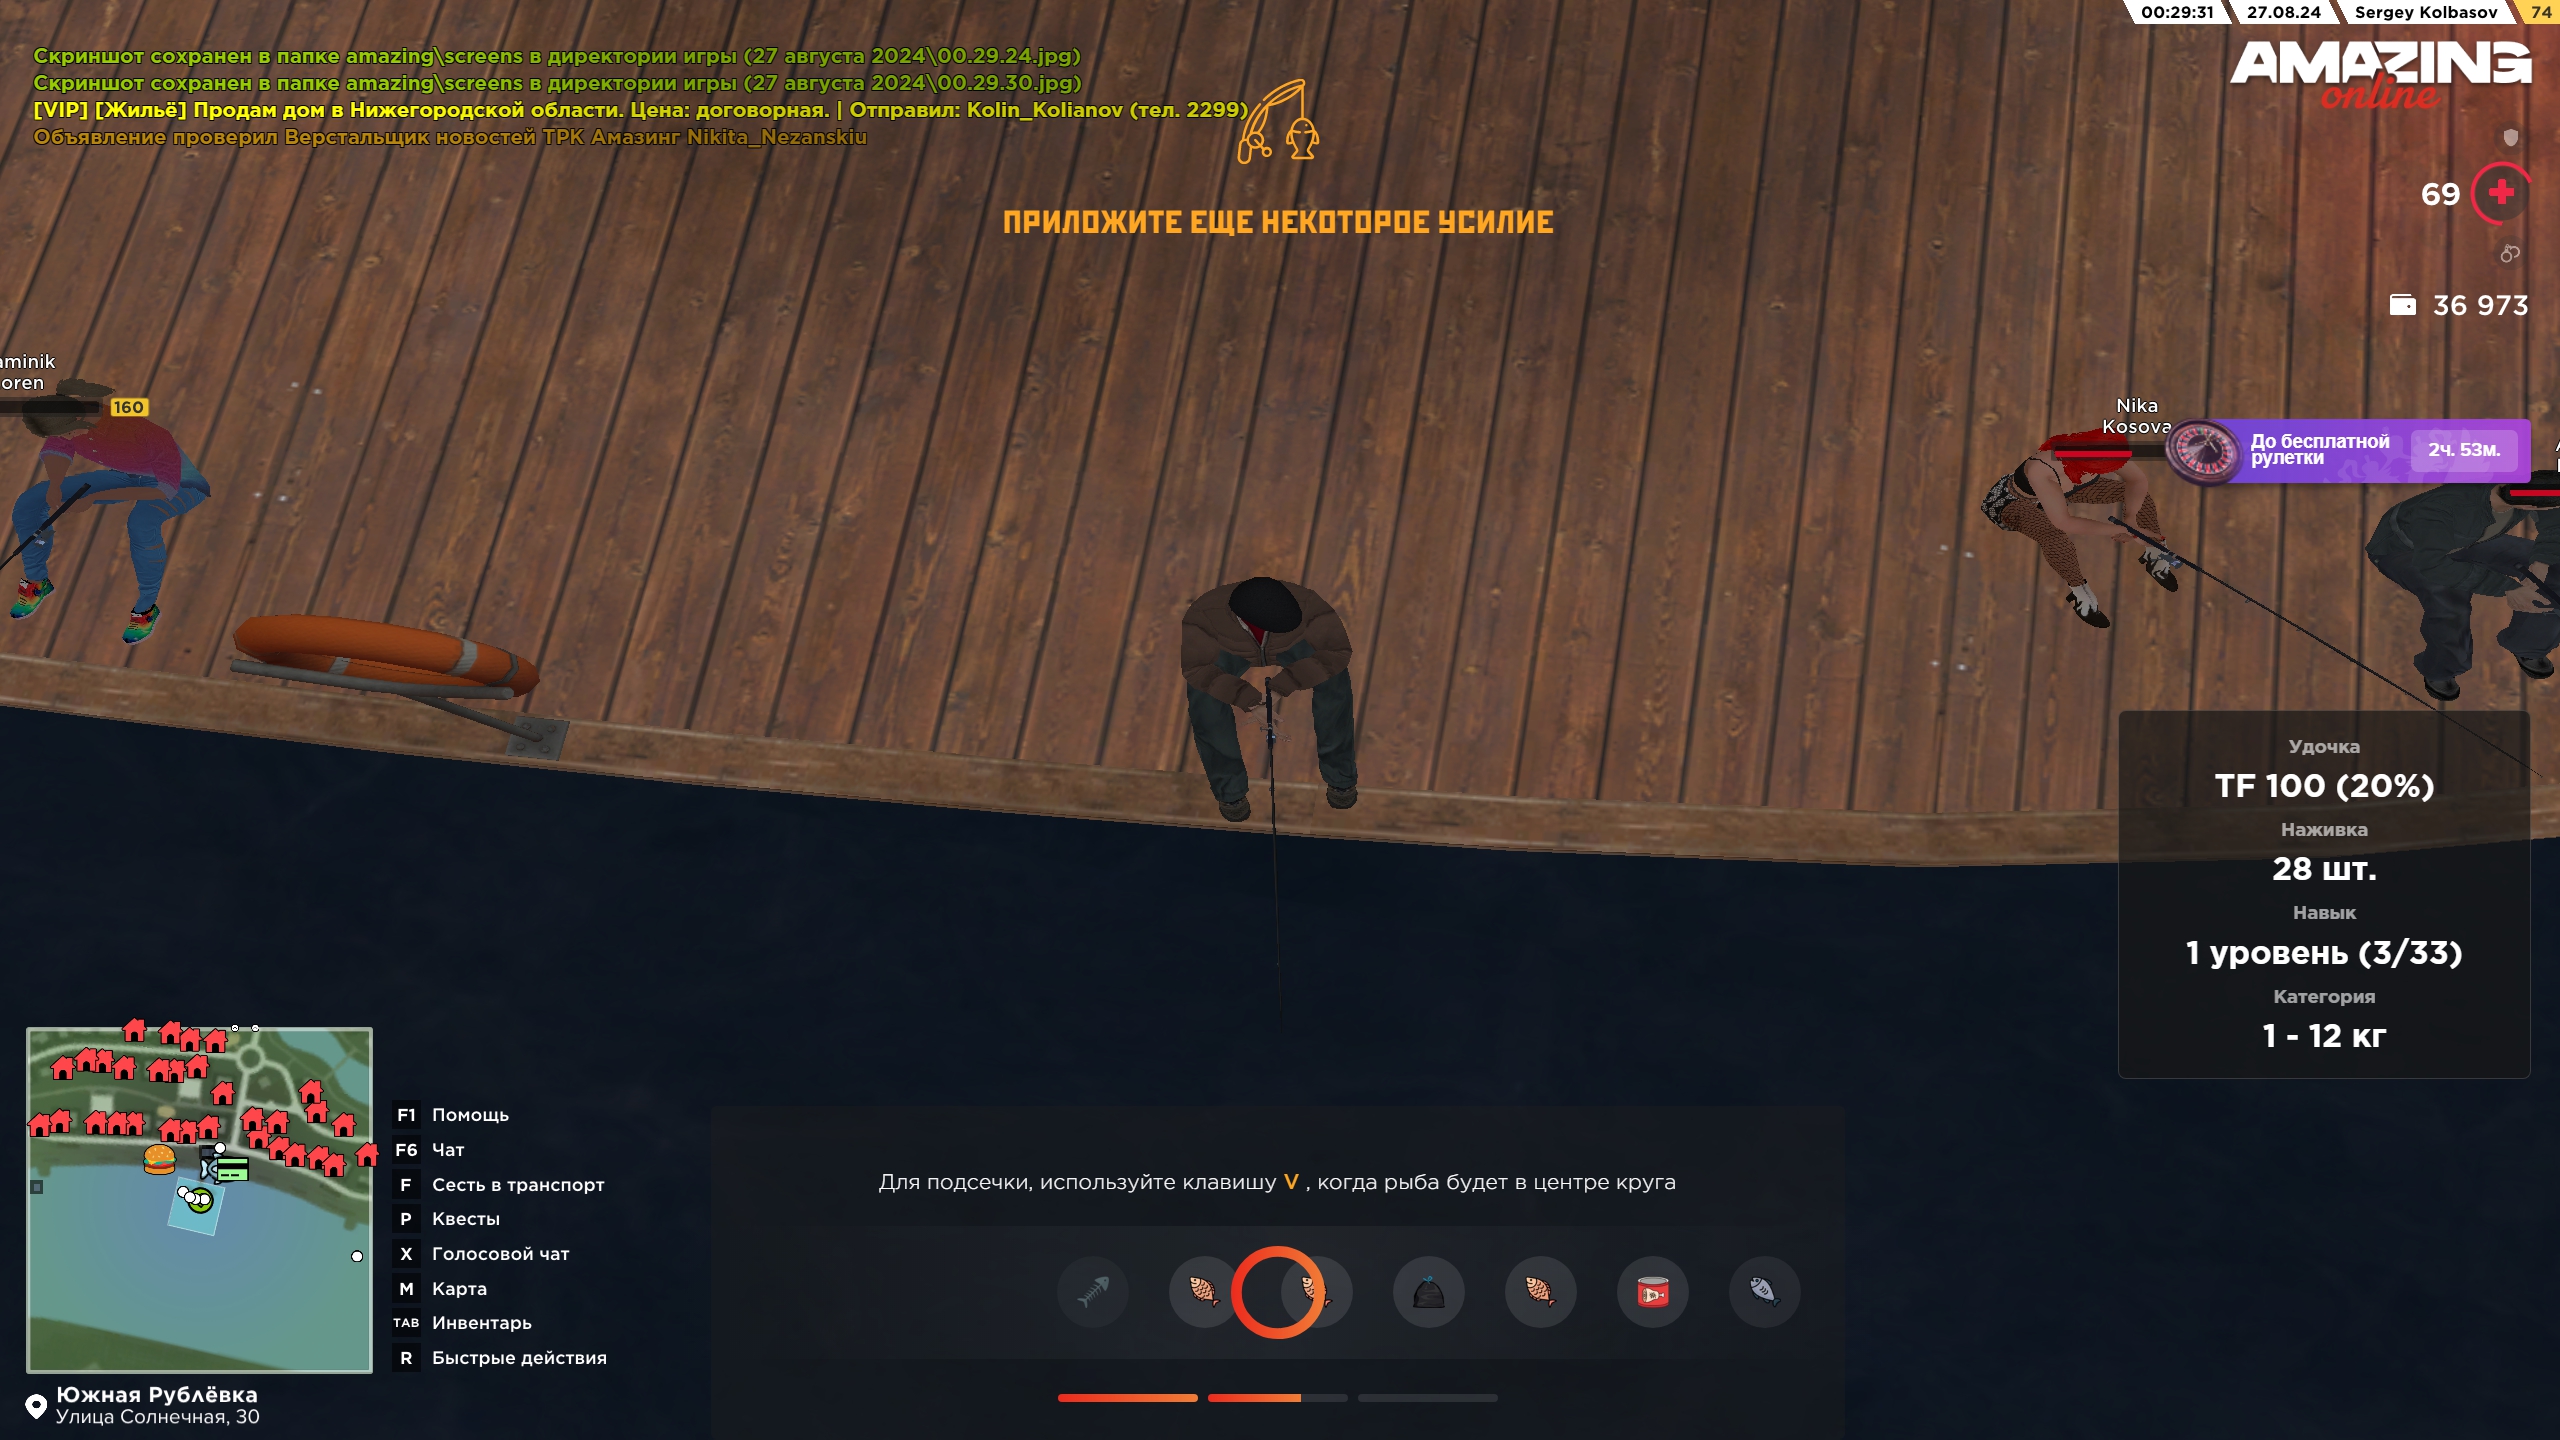 00:29:31 27.08.24 Sergey Kolbasov 74
AMAZING
online
Скриншот сохранен в папке amazing\screens в директории игры (27 августа 2024\00.29.24.jpg)
Скриншот сохранен в папке amazing\screens в директории игры (27 августа 2024\00.29.30.jpg)
[VIP] [Жильё] Продам дом в Нижегородской области. Цена: договорная. | Отправил: Kolin_Kolianov (тел. 2299)
Объявление проверил Верстальщик новостей ТРК Амазинг Nikita_Nezanskiu
ПРИЛОЖИТЕ ЕЩЕ НЕКОТОРОЕ УСИЛИЕ
69
36 973
aminik
oren
160
Nika
Kosova
До бесплатной
рулетки
2ч. 53м.
Удочка
TF 100 (20%)
Наживка
28 шт.
Навык
1 уровень (3/33)
Категория
1 - 12 кг
F1 Помощь
F6 Чат
F Сесть в транспорт
P Квесты
X Голосовой чат
M Карта
TAB Инвентарь
R Быстрые действия
Для подсечки, используйте клавишу V , когда рыба будет в центре круга
Южная Рублёвка
Улица Солнечная, 30